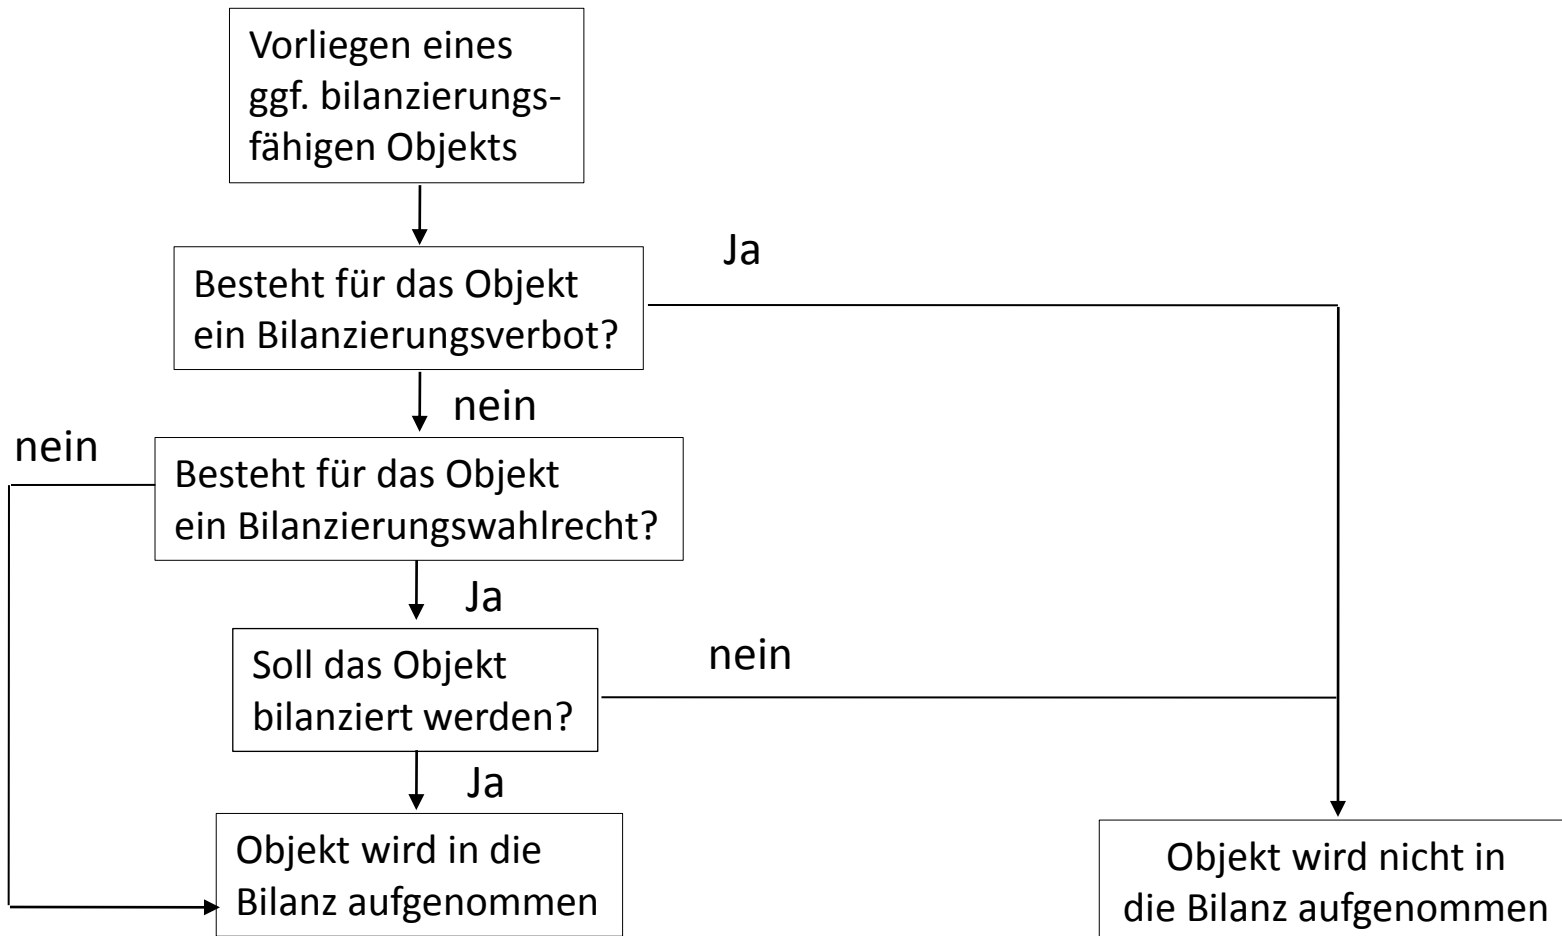 Vorliegen eines
ggf. bilanzierungs-
fähigen Objekts
Ja
Besteht für das Objekt
ein Bilanzierungsverbot?
nein
nein
Besteht für das Objekt
ein Bilanzierungswahlrecht?
Ja
Soll das Objekt
bilanziert werden?
nein
Ja
Objekt wird in die
Bilanz aufgenommen
Objekt wird nicht in
die Bilanz aufgenommen